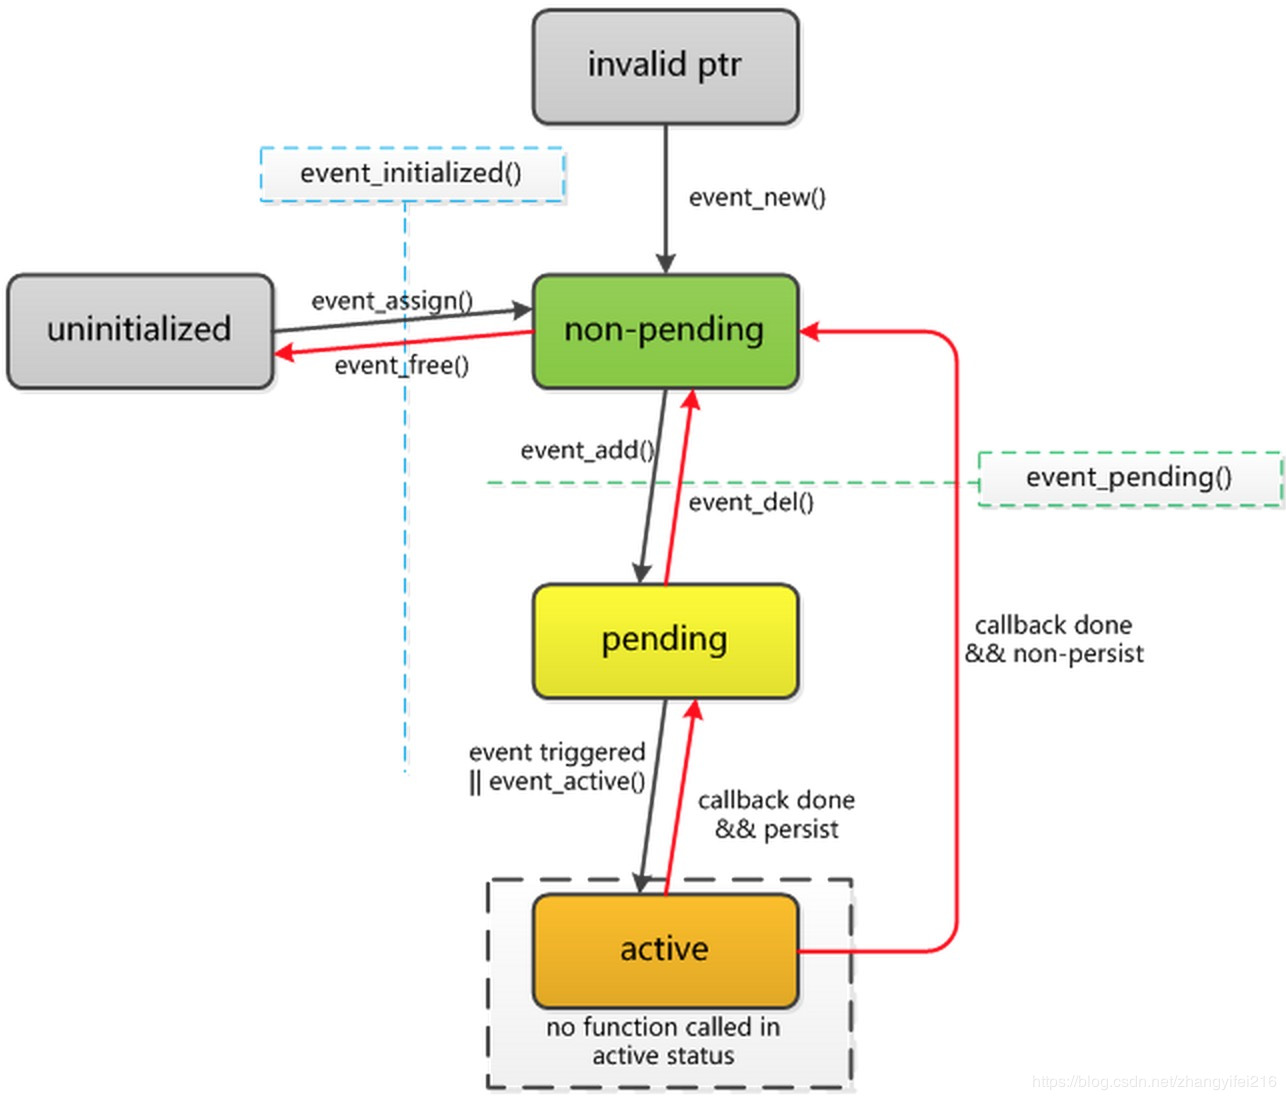 invalid ptr
event_initialized()
event_new()
event_assign()
uninitialized
non-pending
event_free()
event_add()
event_pending()
event_del()
pending
callback done
&& non-persist
event triggered
|| event_active()
callback done
&& persist
active
no function called in
active status
https://blog.csdn.net/zhangyifei216